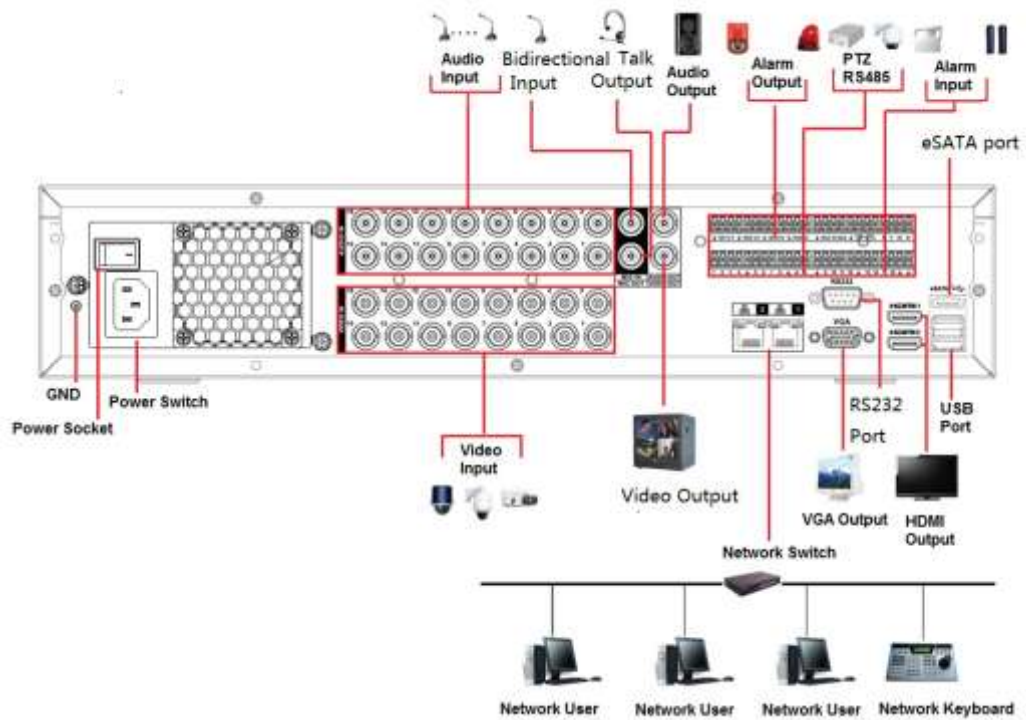 Audio
Input
Bidirectional Talk
Input
Output
Audio
Output
Alarm
Output
PTZ
RS485
Alarm
Input
eSATA port
RS232
VGA
GND
Power Switch
Power Socket
Video
Input
Video Output
RS232
Port
USB
Port
VGA Output
HDMI
Output
Network Switch
Network User
Network User
Network User
Network Keyboard